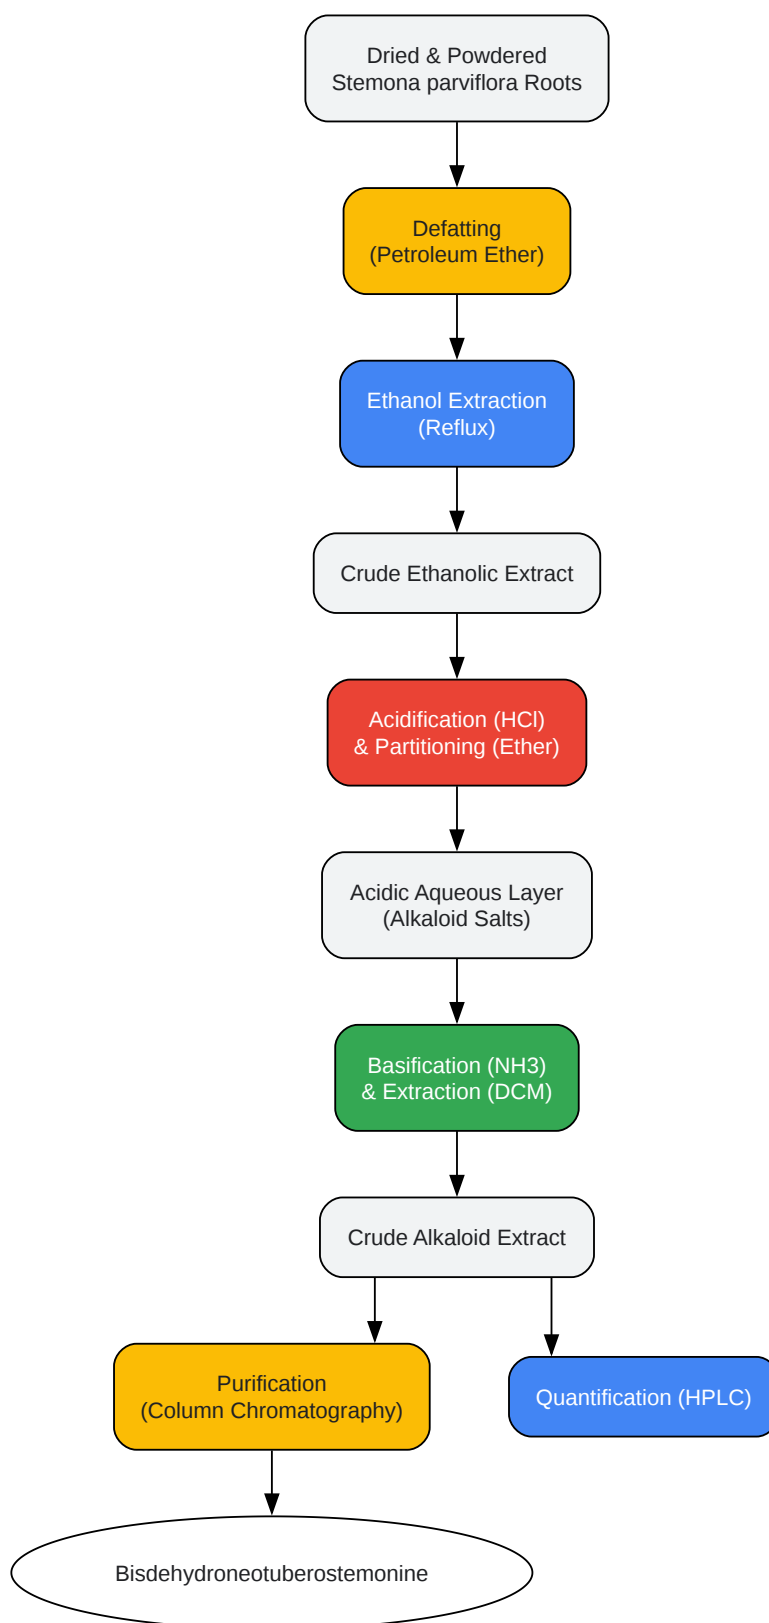 Dried & Powdered
Stemona parviflora Roots
Defatting
(Petroleum Ether)
Ethanol Extraction
(Reflux)
Crude Ethanolic Extract
Acidification (HCl)
& Partitioning (Ether)
Acidic Aqueous Layer
(Alkaloid Salts)
Basification (NH3)
& Extraction (DCM)
Crude Alkaloid Extract
Purification
(Column Chromatography)
Quantification (HPLC)
Bisdehydroneotuberostemonine